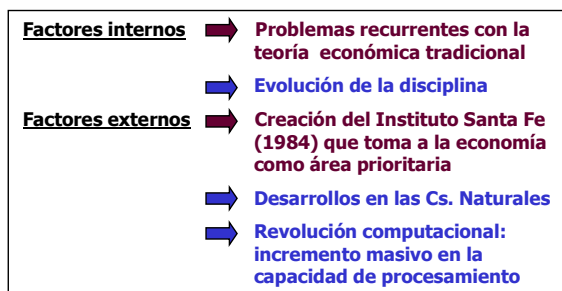 Factores internos Problemas recurrentes con la
teoría económica tradicional
Evolución de la disciplina
Factores externos Creación del Instituto Santa Fe
(1984) que toma a la economía
como área prioritaria
Desarrollos en las Cs. Naturales
Revolución computacional:
incremento masivo en la
capacidad de procesamiento